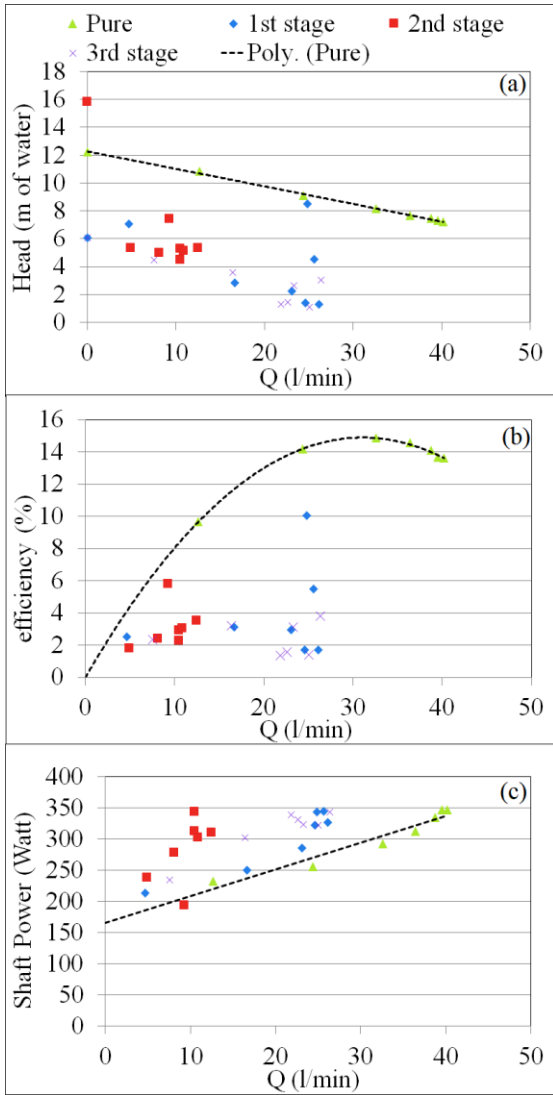 Pure 1st stage 2nd stage
3rd stage Poly. (Pure)
(a)
18
16
14
12
10
8
6
4
2
0
Head (m of water)
0 10 20 30 40 50
Q (l/min)
(b)
16
14
12
10
8
6
4
2
0
efficiency (%)
0 10 20 30 40 50
Q (l/min)
(c)
400
350
300
250
200
150
100
50
0
Shaft Power (Watt)
0 10 20 30 40 50
Q (l/min)